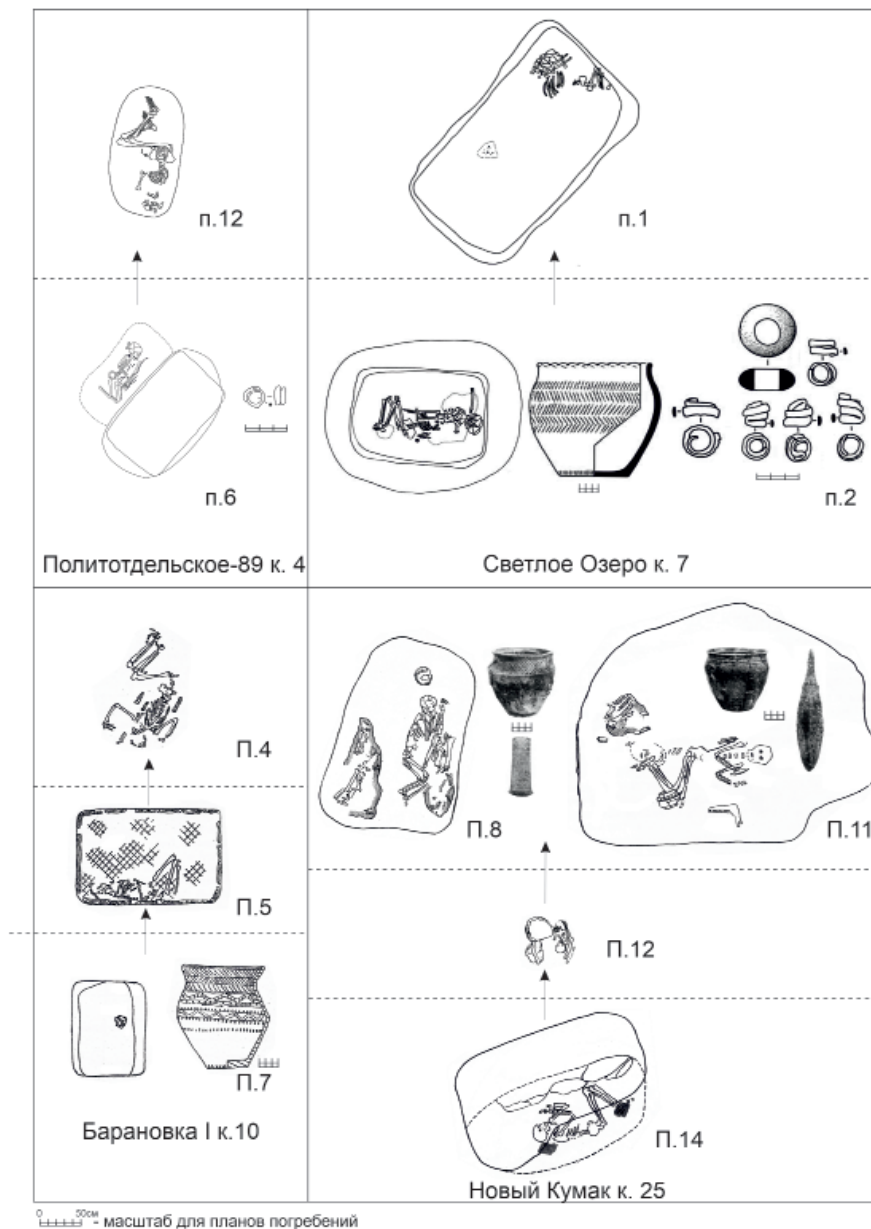 п.12
п.1
п.6
п.2
Политотдельское-89 к. 4
Светлое Озеро к. 7
П.4
П.8
П.11
П.5
П.12
П.7
П.14
Барановка I к.10
Новый Кумак к. 25
0 50см - масштаб для планов погребений